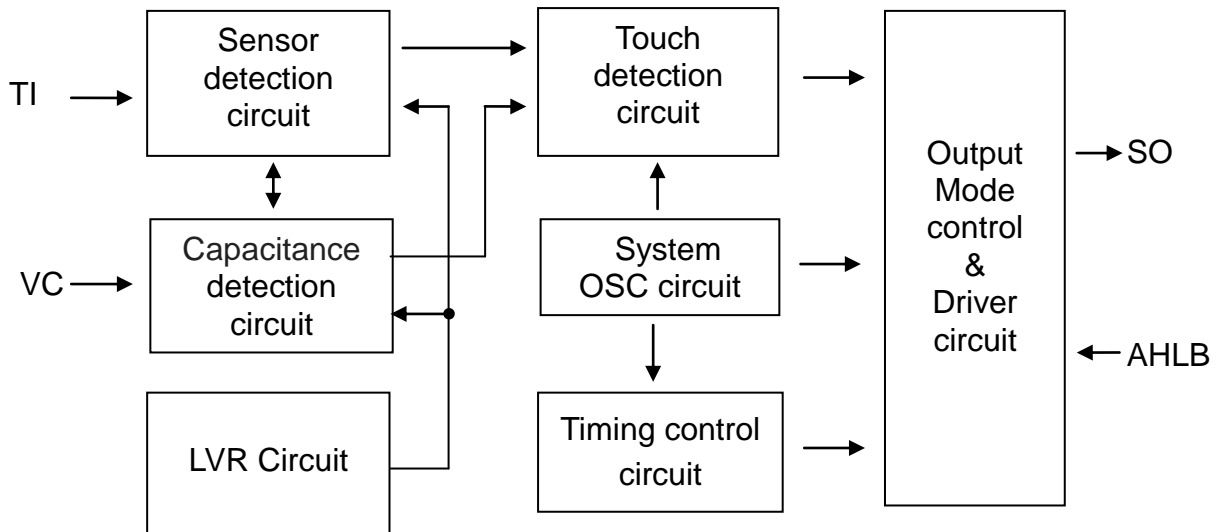 TI
Sensor
detection
circuit
Touch
detection
circuit
VC
Capacitance
detection
circuit
System
OSC circuit
LVR Circuit
Timing control
circuit
Output
Mode
control
&
Driver
circuit
SO
AHLB